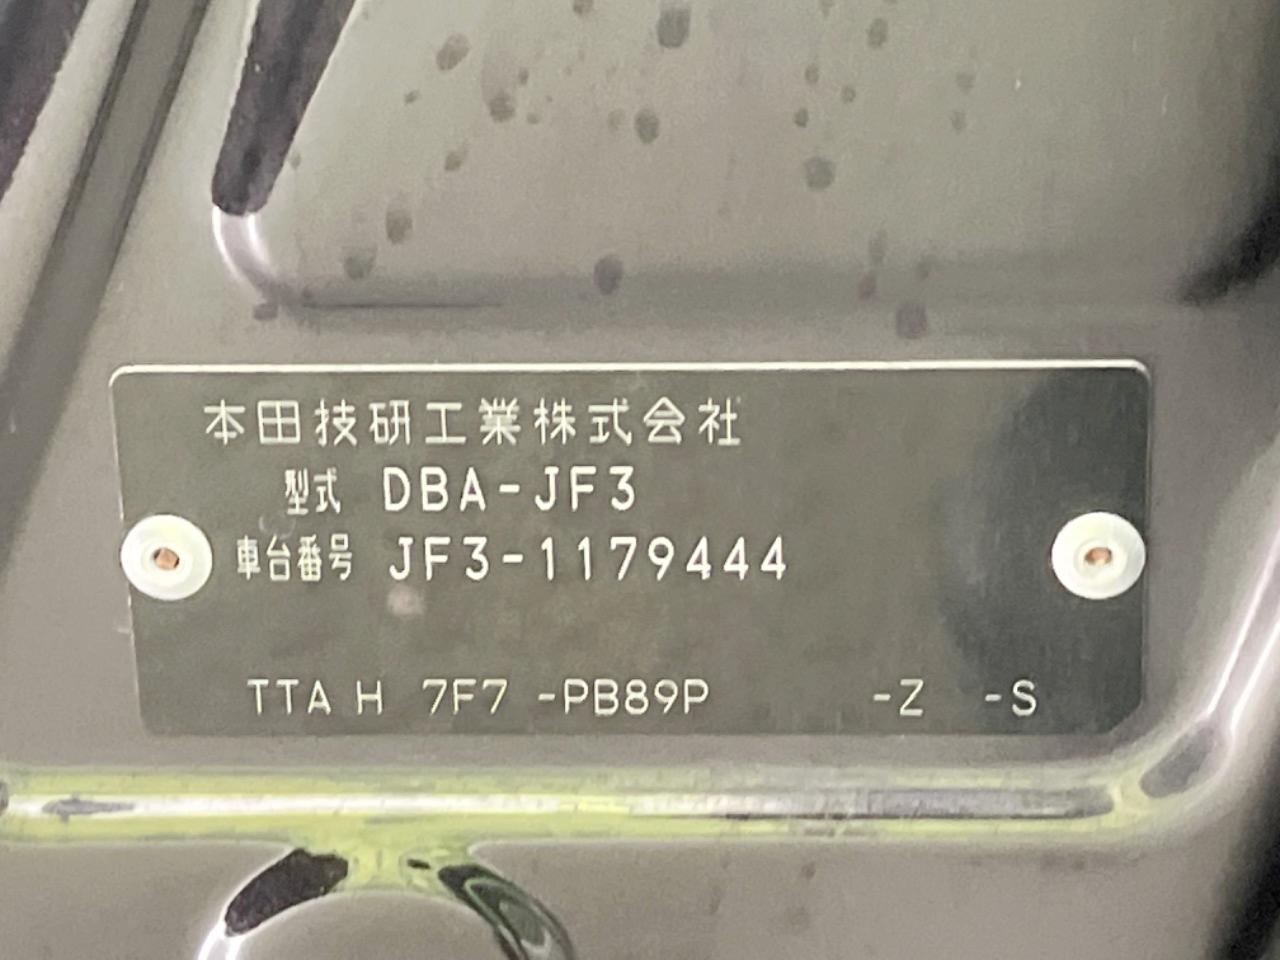 本田技研工業株式会社
型式 DBA-JF3
車台番号 JF3-1179444
TTA H 7F7 -PB89P -Z -S